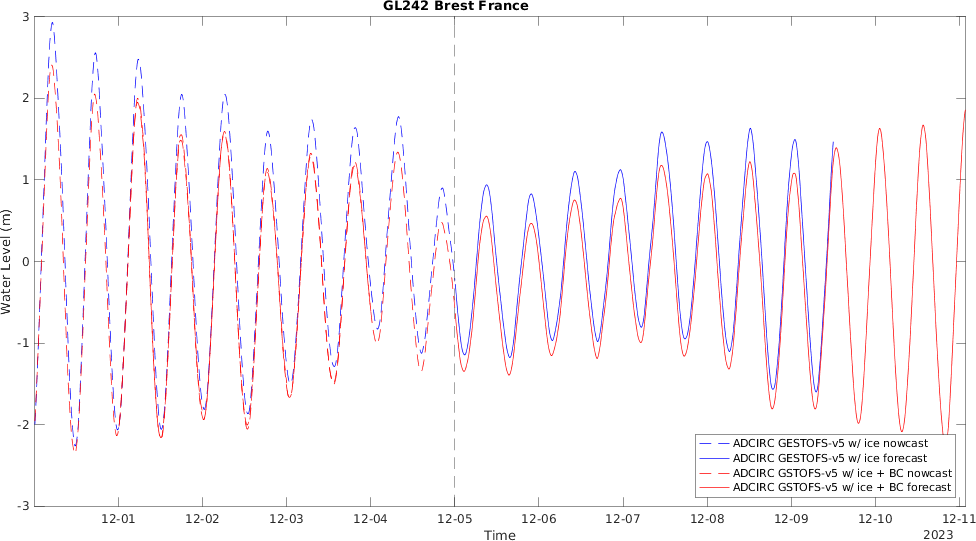 GL242 Brest France
3
2
1
0
-1
-2
-3
Water Level (m)
ADCIRC GESTOFS-v5 w/ ice nowcast
ADCIRC GESTOFS-v5 w/ ice forecast
ADCIRC GSTOFS-v5 w/ ice + BC nowcast
ADCIRC GSTOFS-v5 w/ ice + BC forecast
12-01 12-02 12-03 12-04 12-05 12-06 12-07 12-08 12-09 12-10 12-11
Time
2023